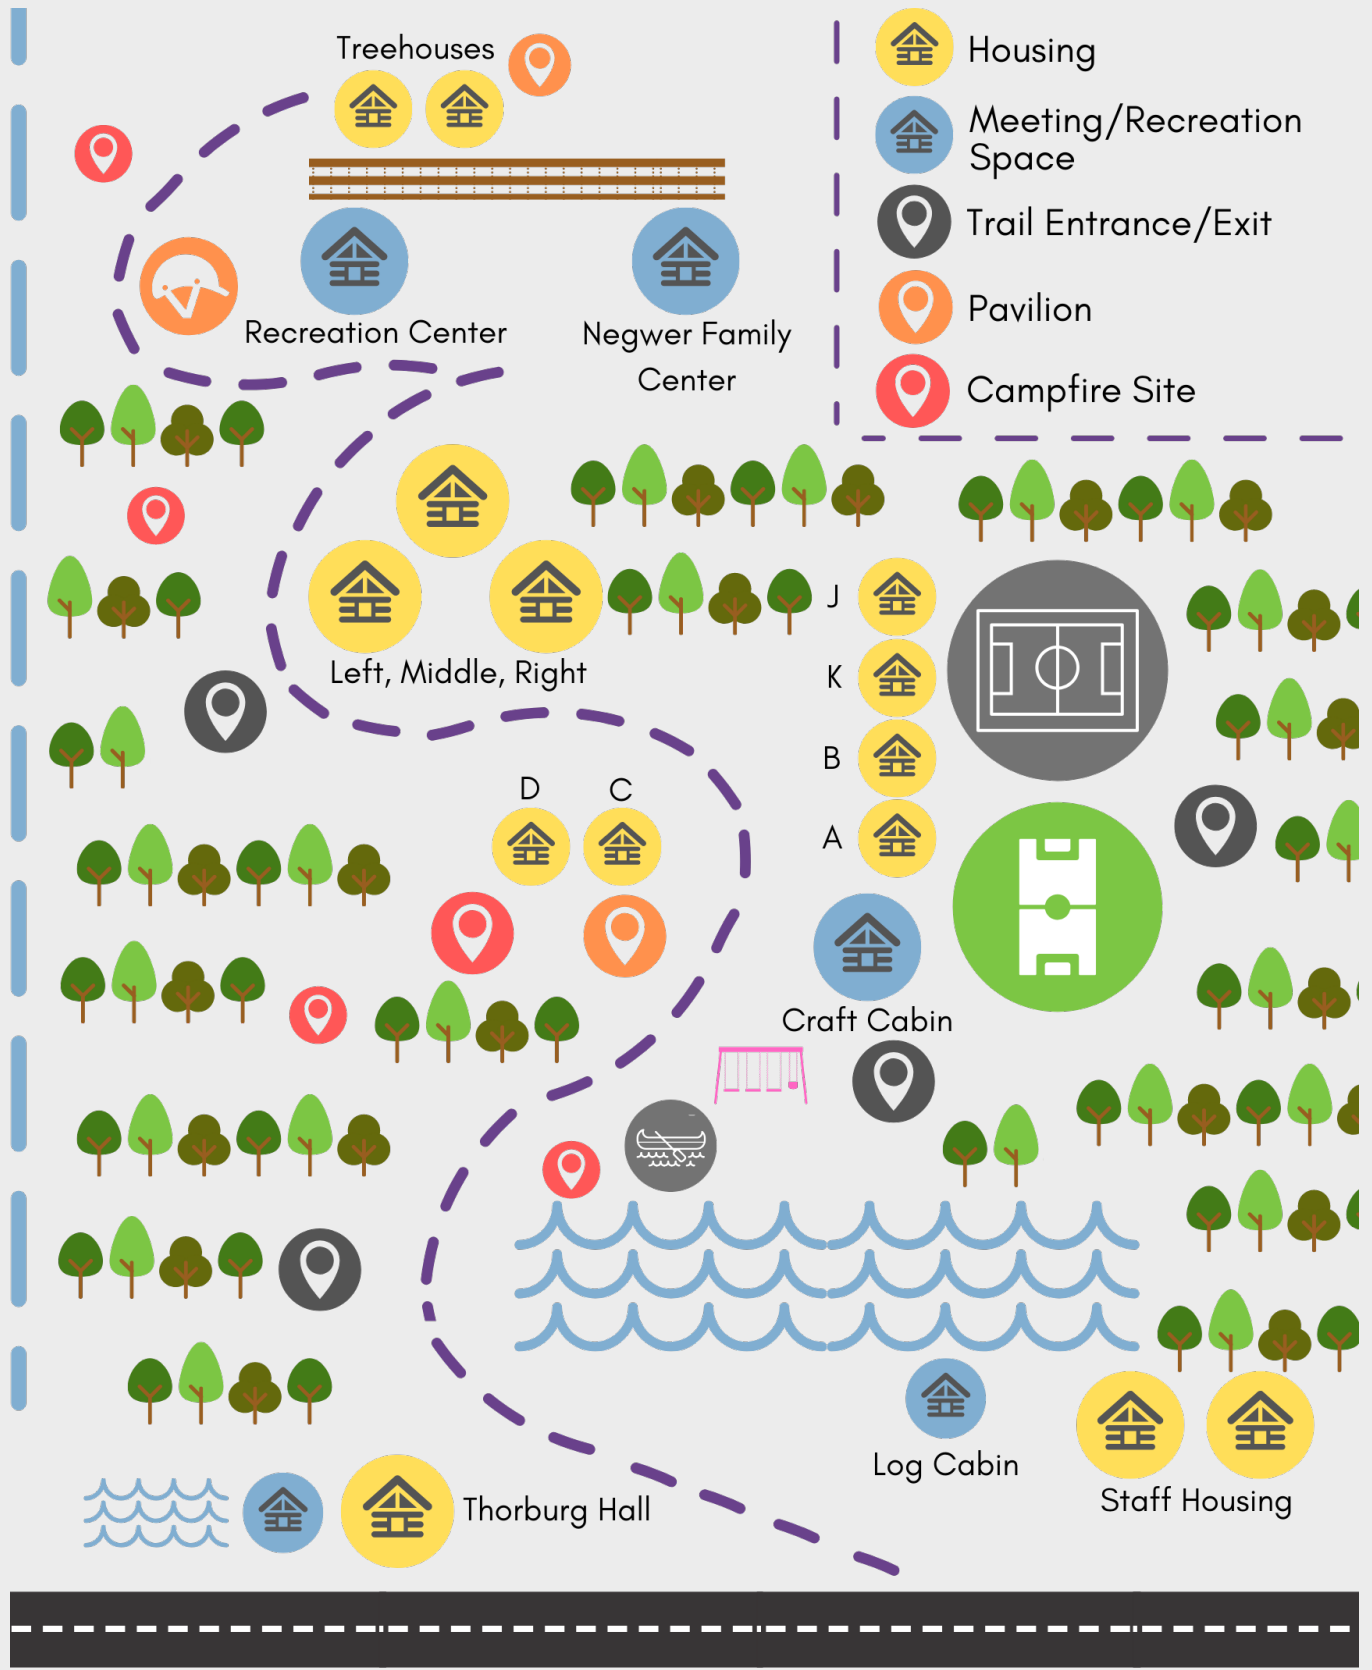 Treehouses
Housing
Meeting/Recreation
Space
Trail Entrance/Exit
Pavilion
Campfire Site
Recreation Center
Negwer Family
Center
Left, Middle, Right
J
K
B
A
D
C
Craft Cabin
Log Cabin
Staff Housing
Thorburg Hall